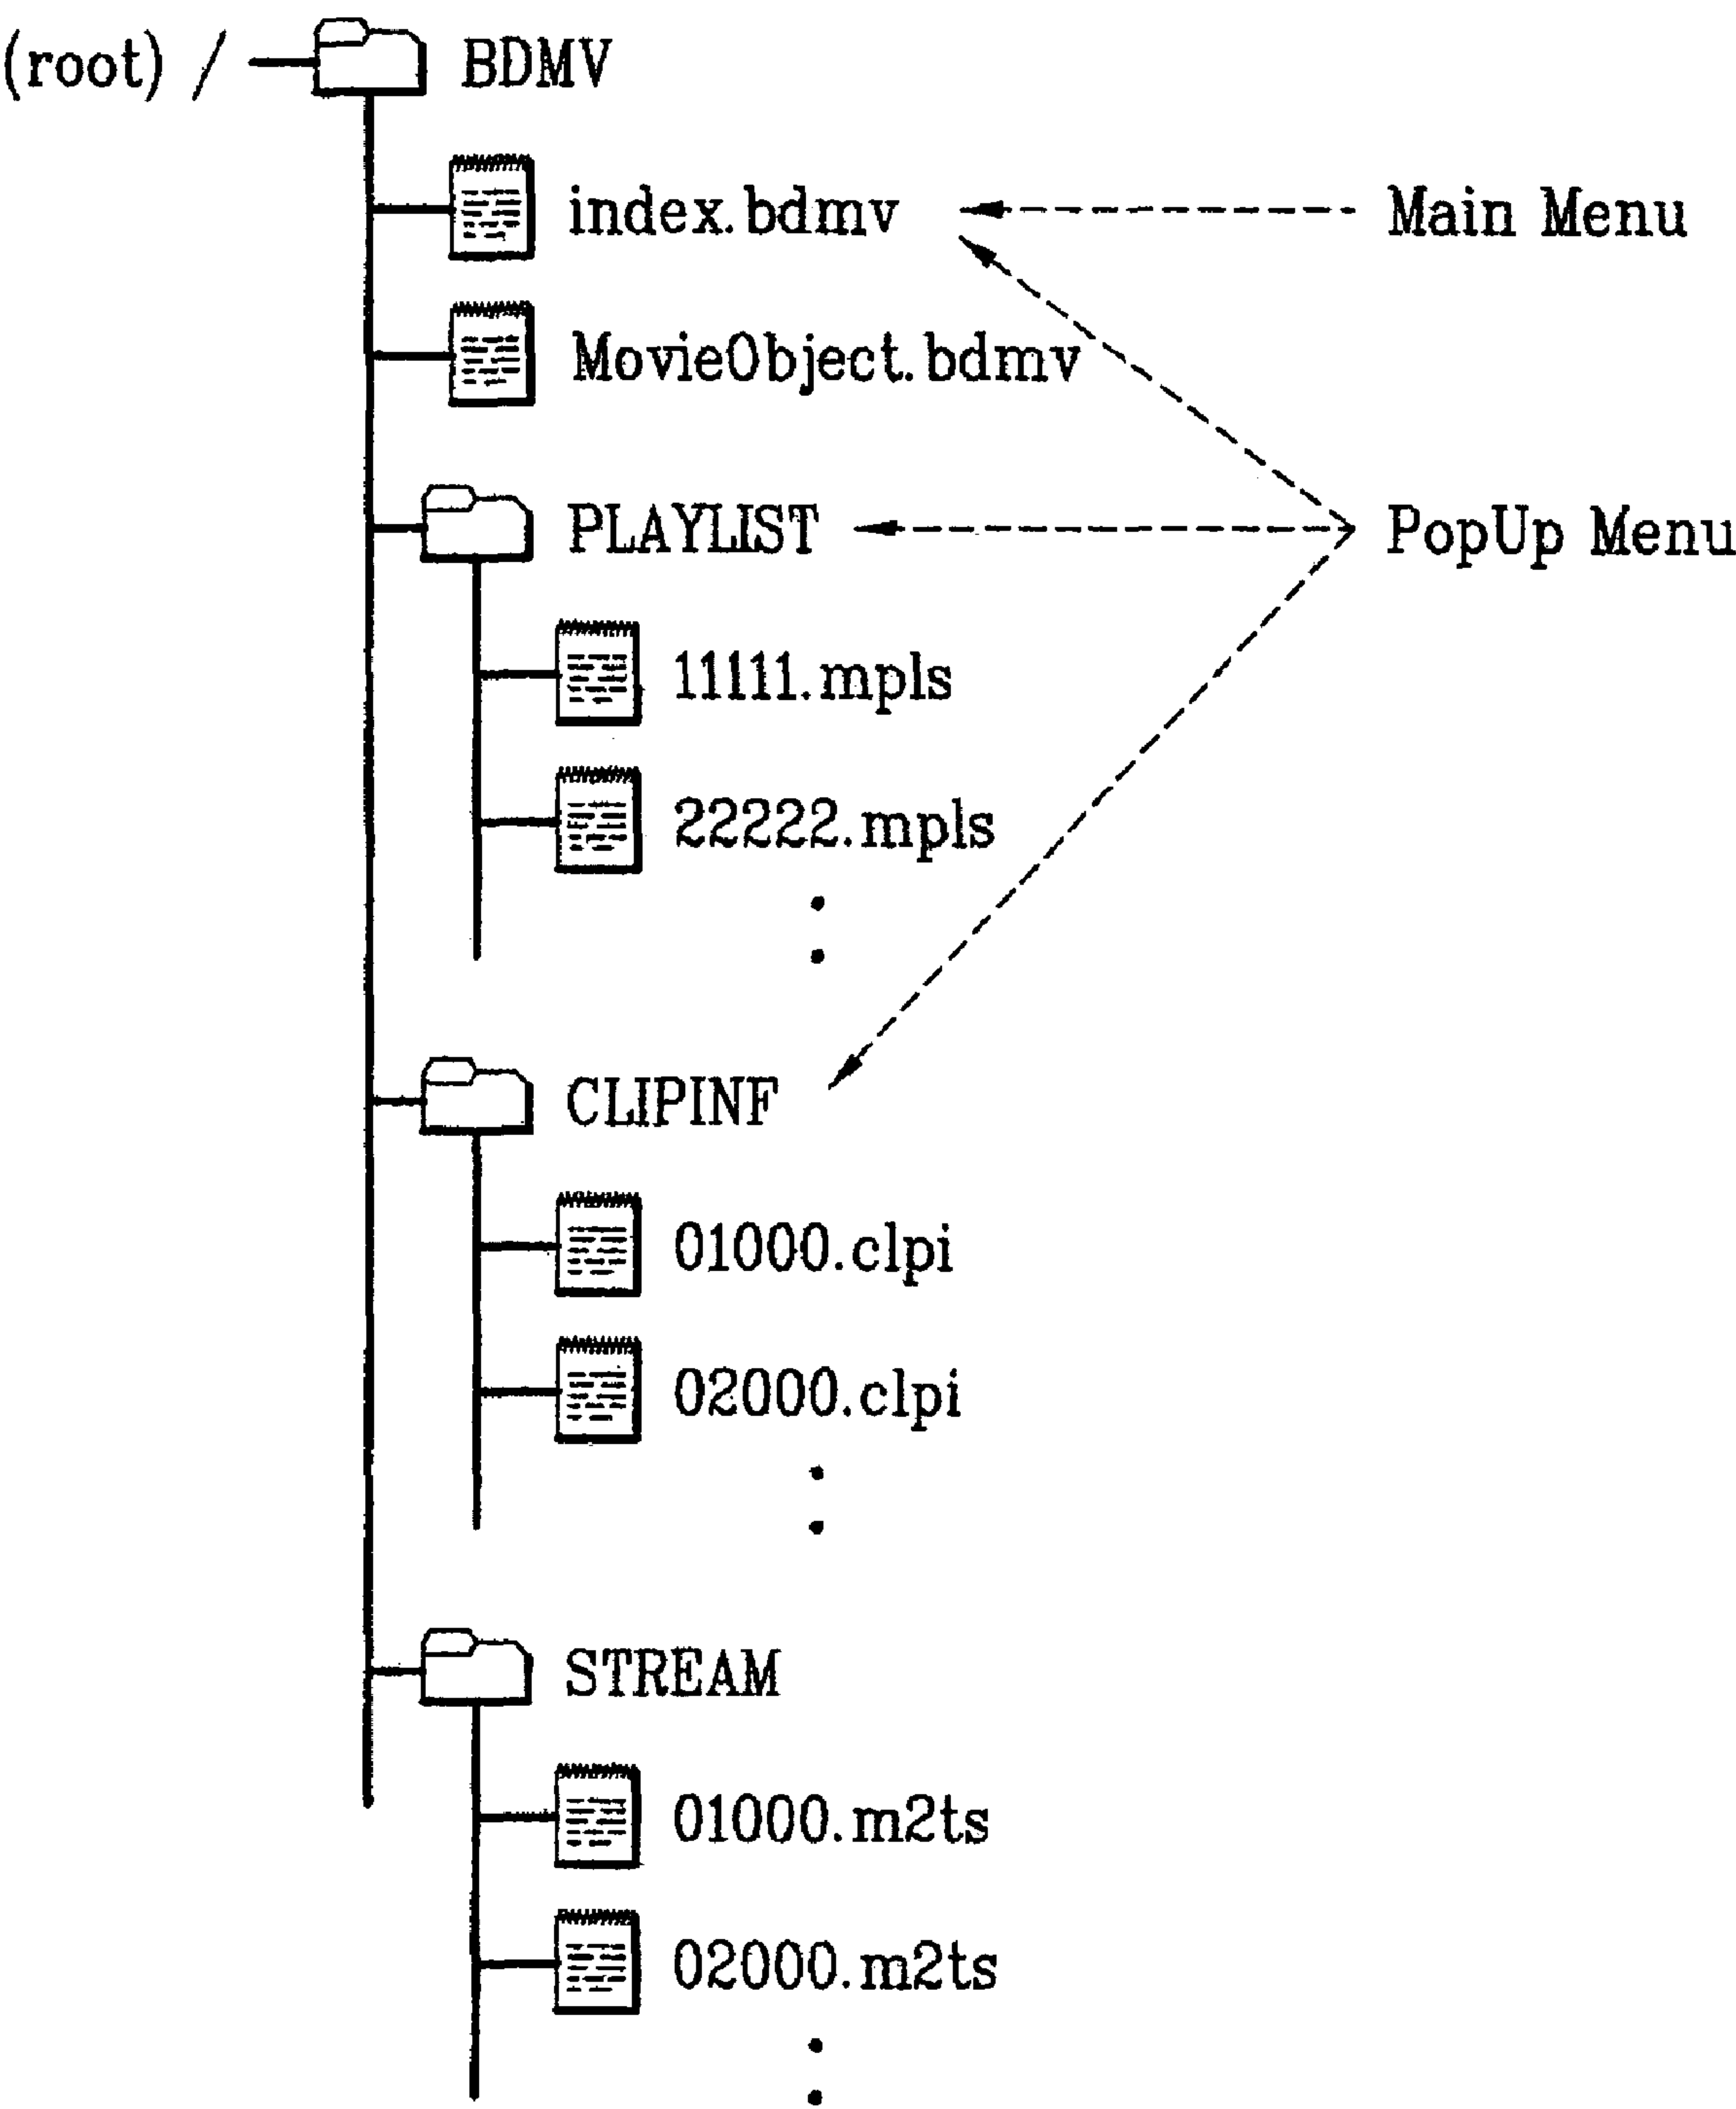 (root) / BDMV
index.bdmv Main Menu
MovieObject.bdmv
PLAYLIST PopUp Menu
11111.mpls
22222.mpls
CLIPINF
01000.clpi
02000.clpi
STREAM
01000.m2ts
02000.m2ts